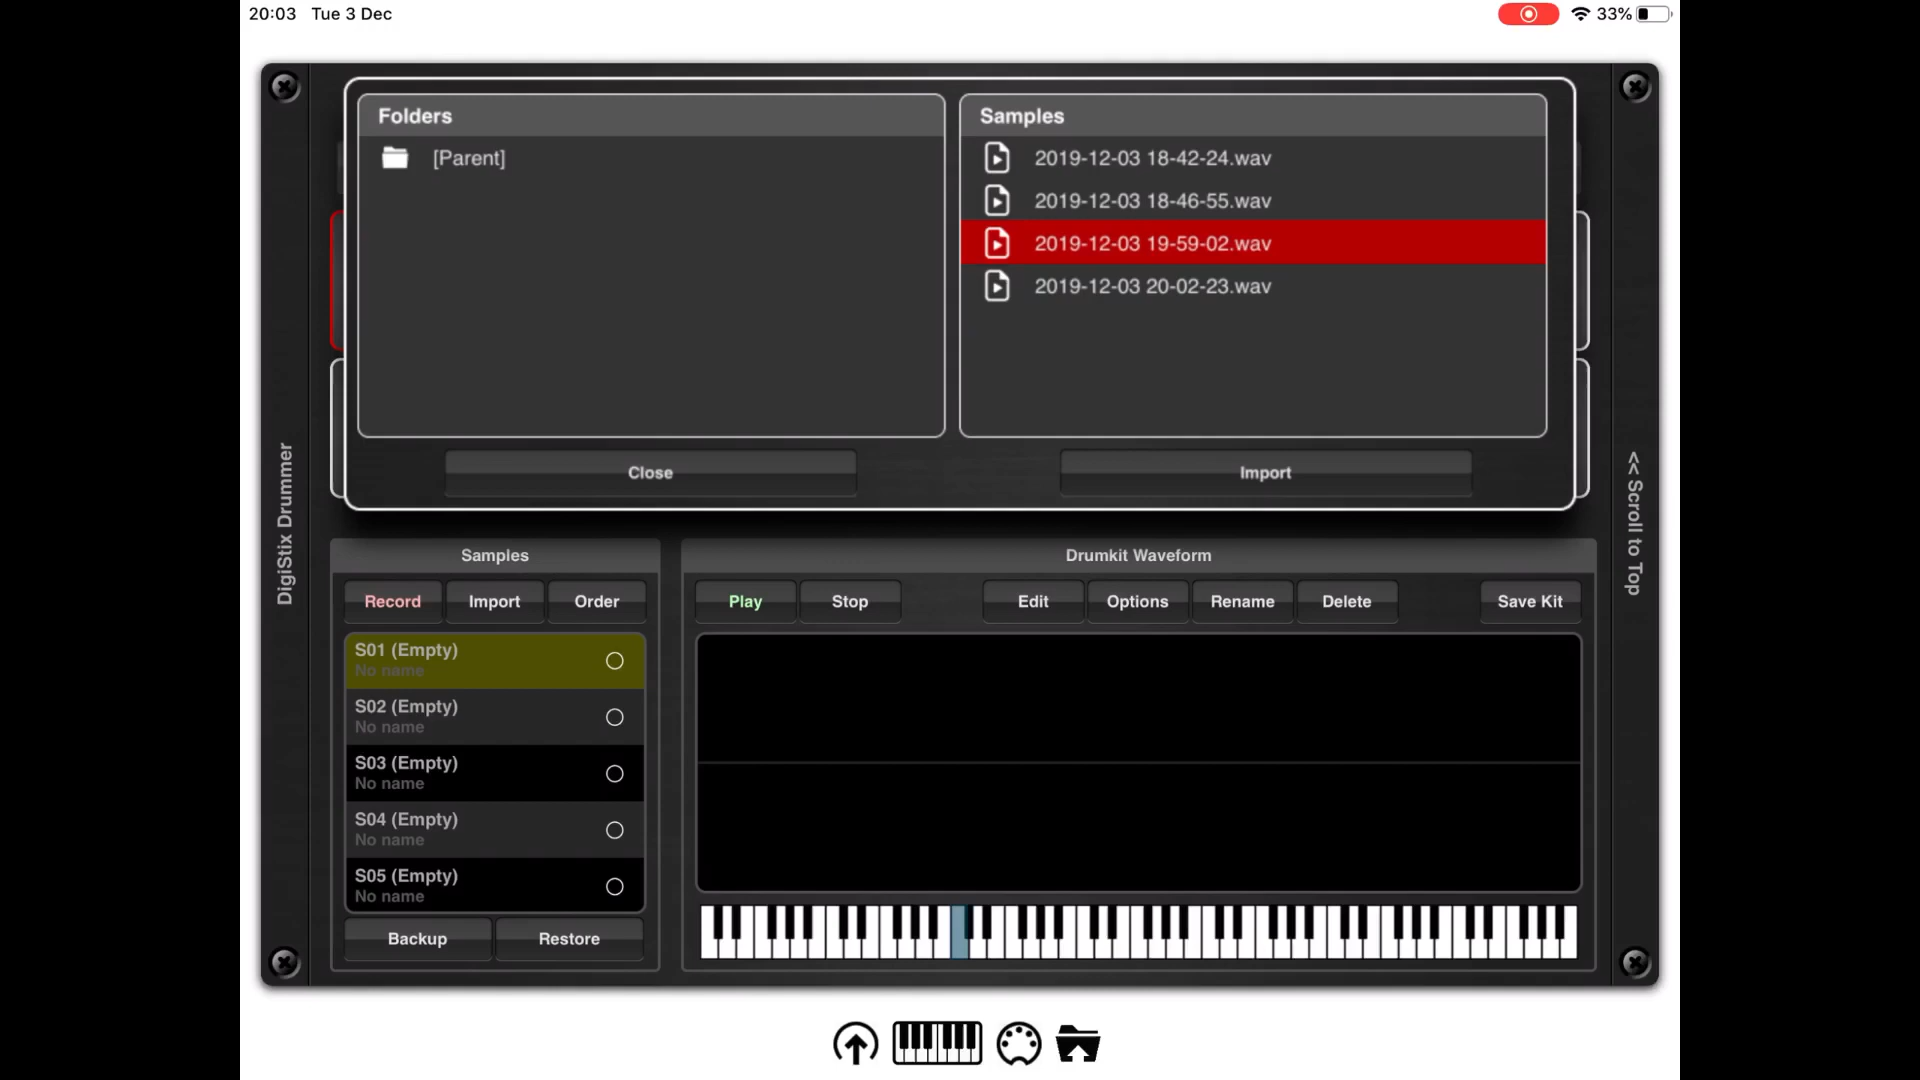 20:03 Tue 3 Dec
33%
Folders
[Parent]
Samples
2019-12-03 18-42-24.wav
2019-12-03 18-46-55.wav
2019-12-03 19-59-02.wav
2019-12-03 20-02-23.wav
Close
Import
DigiStix Drummer
<< Scroll to Top
Samples
Record Import Order
S01 (Empty)
No name
S02 (Empty)
No name
S03 (Empty)
No name
S04 (Empty)
No name
S05 (Empty)
No name
Backup Restore
Drumkit Waveform
Play Stop Edit Options Rename Delete Save Kit